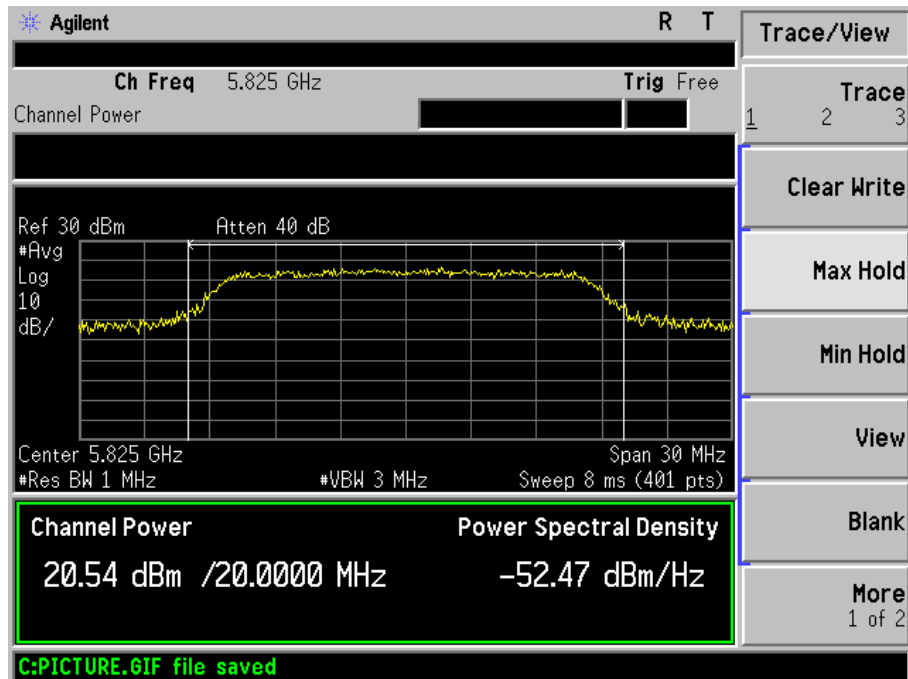 Agilent R T
Ch Freq 5.825 GHz Trig Free
Channel Power
Ref 30 dBm Atten 40 dB
#Avg
Log
10
dB/
Center 5.825 GHz Span 30 MHz
#Res BW 1 MHz #VBW 3 MHz Sweep 8 ms (401 pts)
Channel Power Power Spectral Density
20.54 dBm /20.0000 MHz -52.47 dBm/Hz
C:PICTURE.GIF file saved
Trace/View
Trace
1 2 3
Clear Write
Max Hold
Min Hold
View
Blank
More
1 of 2